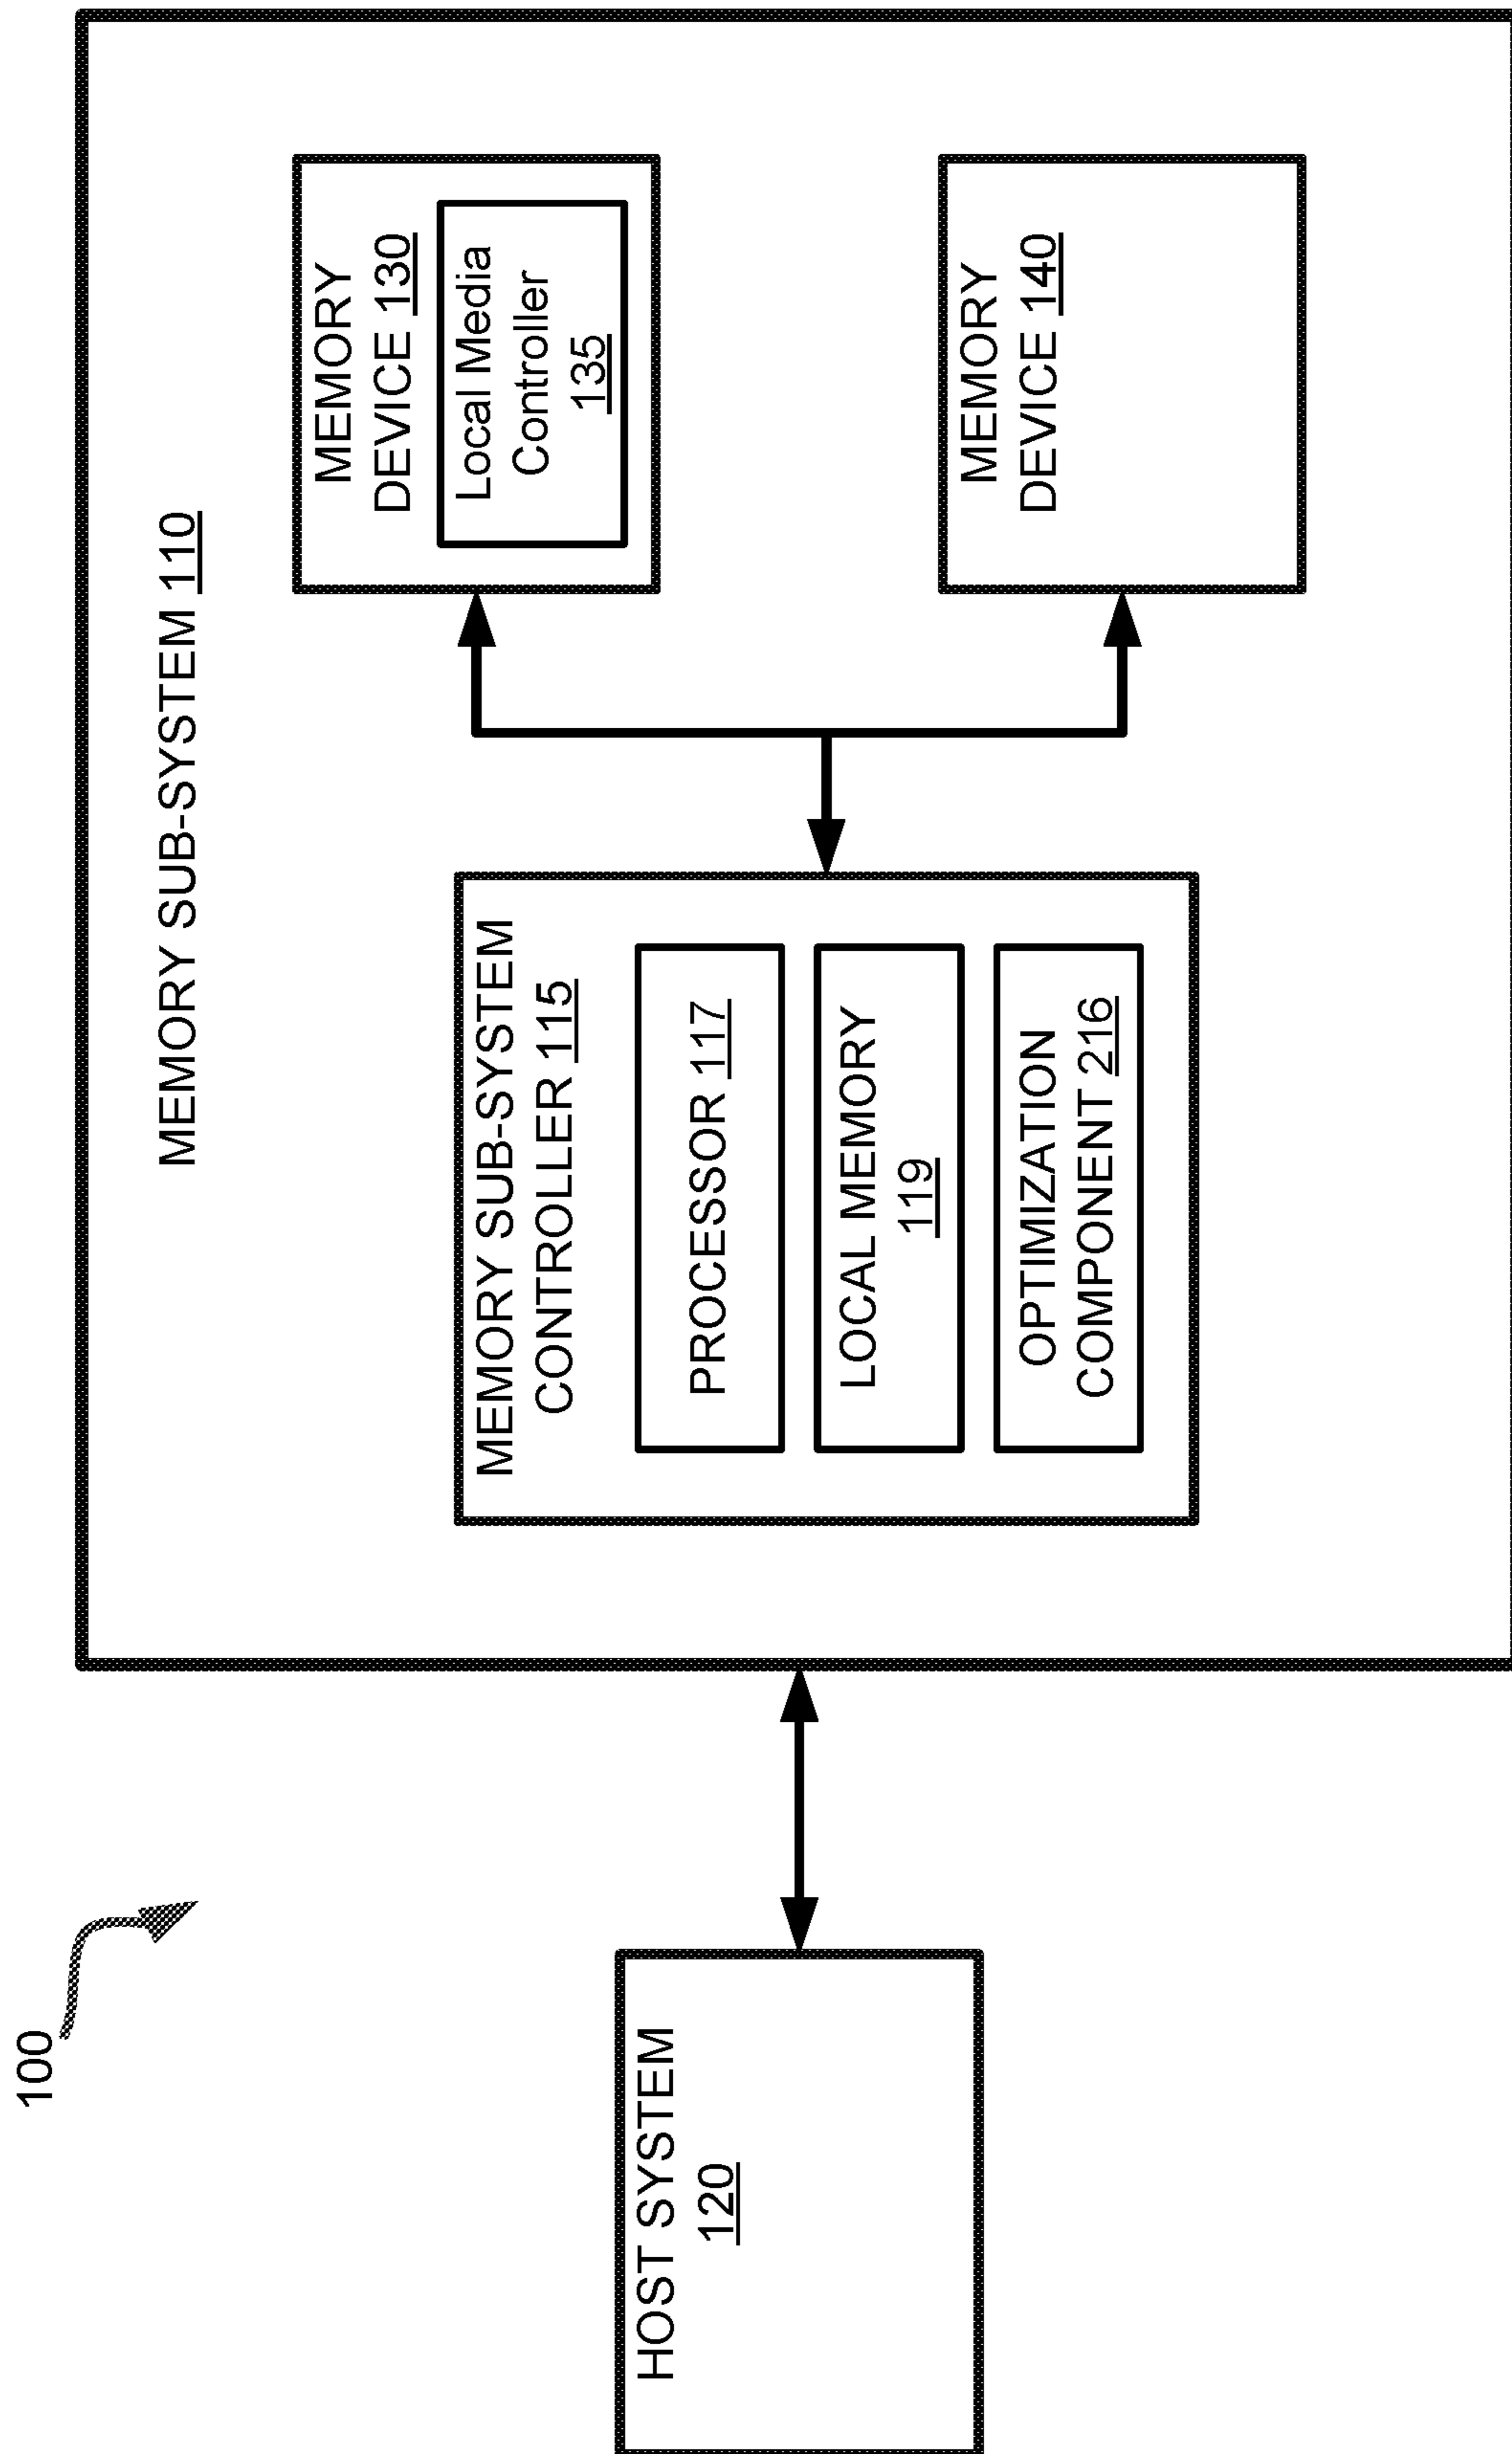 100
MEMORY SUB-SYSTEM 110
HOST SYSTEM
120
MEMORY SUB-SYSTEM
CONTROLLER 115
PROCESSOR 117
LOCAL MEMORY
119
OPTIMIZATION
COMPONENT 216
MEMORY
DEVICE 130
Local Media
Controller
135
MEMORY
DEVICE 140